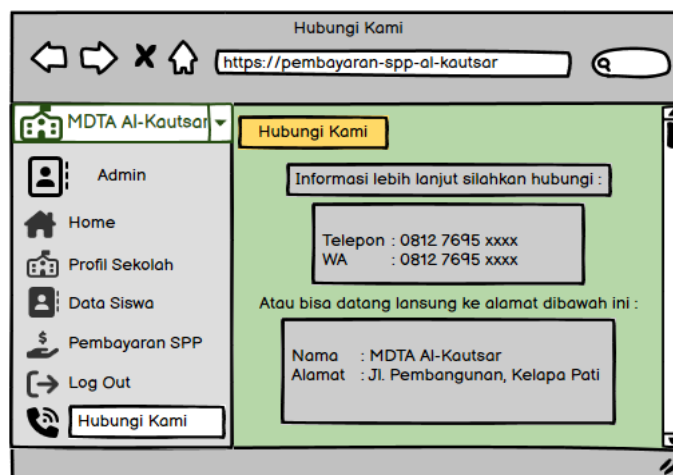 Hubungi Kami
https://pembayaran-spp-al-kautsar
MDTA Al-Kautsar
Admin
Home
Profil Sekolah
Data Siswa
Pembayaran SPP
Log Out
Hubungi Kami
Hubungi Kami
Informasi lebih lanjut silahkan hubungi :
Telepon : 0812 7695 xxxx
WA : 0812 7695 xxxx
Atau bisa datang lansung ke alamat dibawah ini :
Nama : MDTA Al-Kautsar
Alamat : Jl. Pembangunan, Kelapa Pati